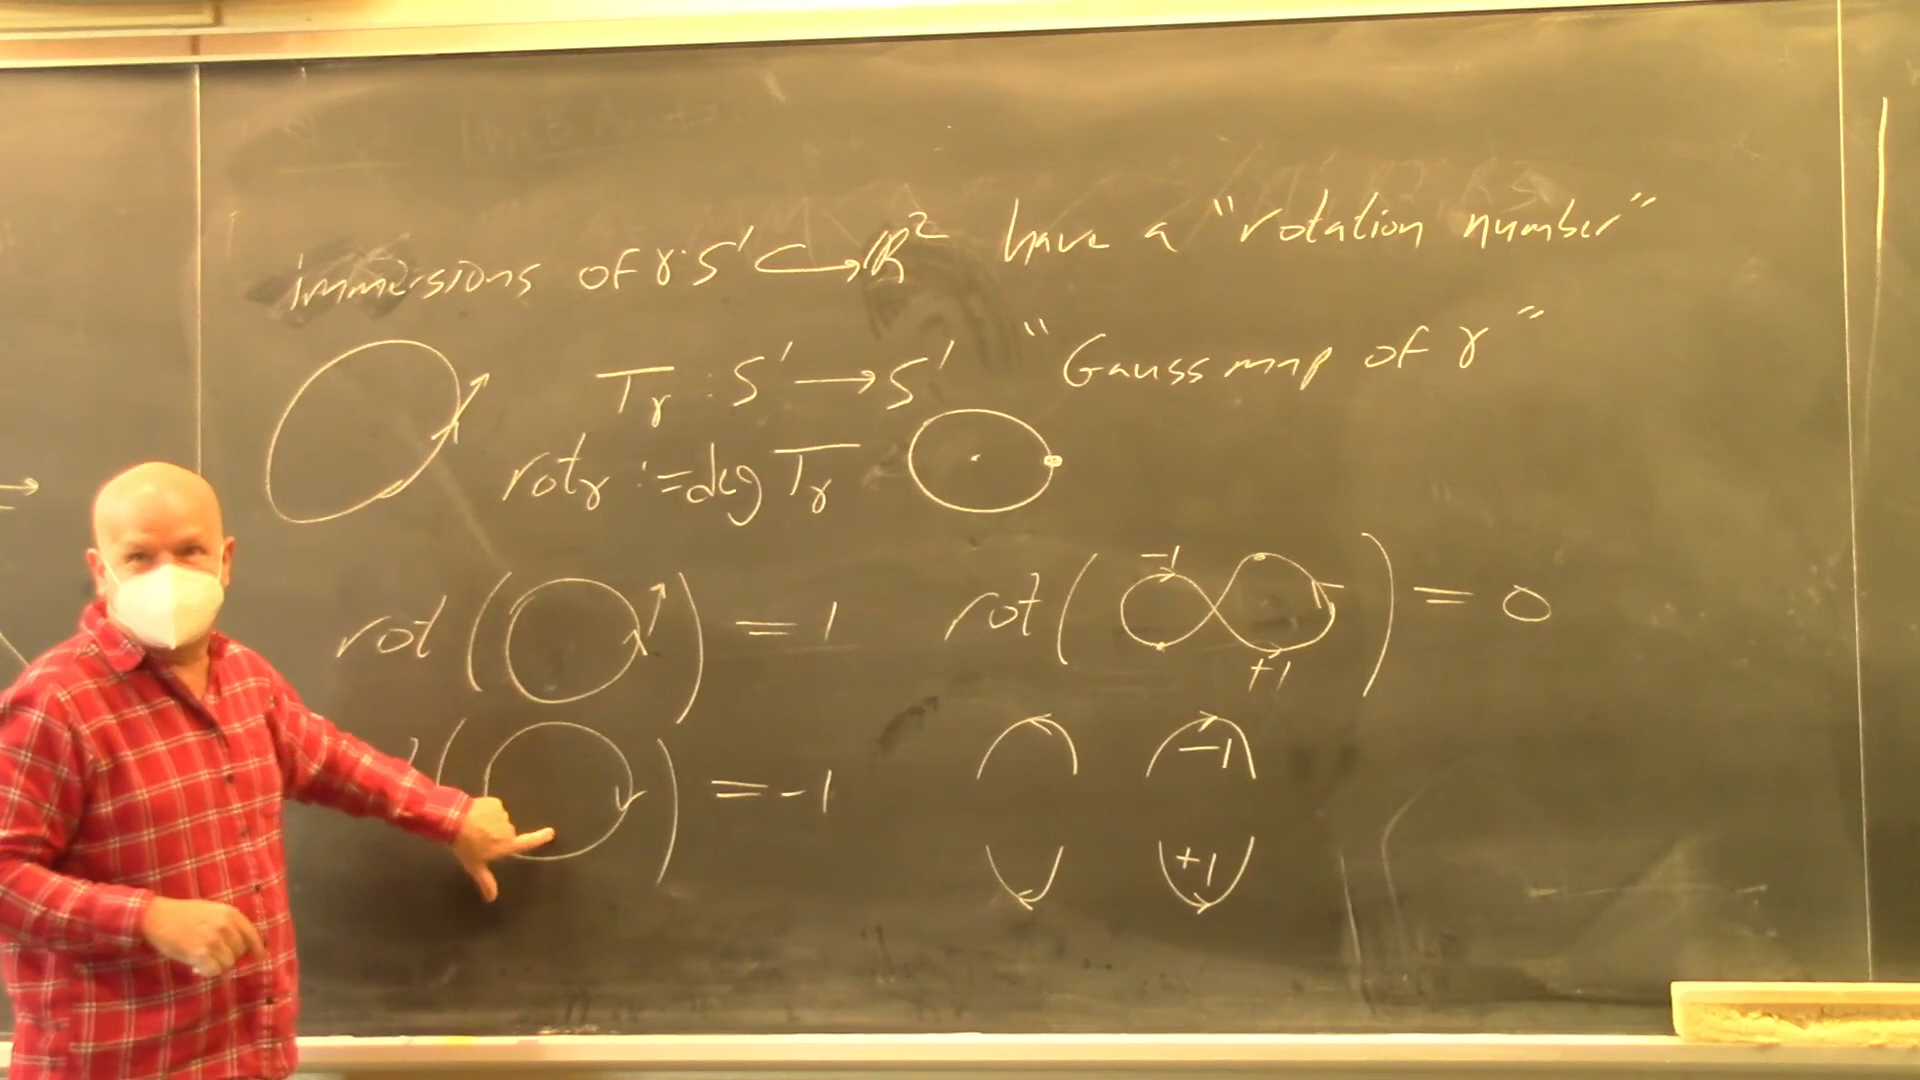 immersions of γ: S¹ ↪ ℝ² have a "rotation number"
T_γ : S¹ → S¹ "Gauss map of γ"
rot_γ := deg T_γ
rot( ) = 1
rot( -1 +1 ) = 0
( ) = -1
-1
+1